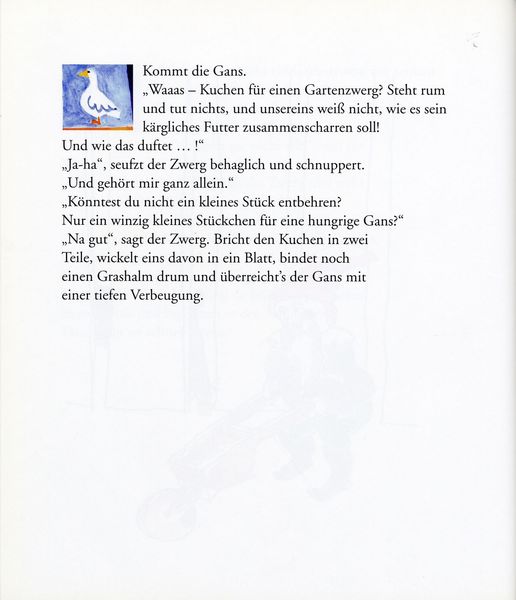 Kommt die Gans.
„Waaas – Kuchen für einen Gartenzwerg? Steht rum
und tut nichts, und unsereins weiß nicht, wie es sein
kärgliches Futter zusammenscharren soll!
Und wie das duftet … !“
„Ja-ha“, seufzt der Zwerg behaglich und schnuppert.
„Und gehört mir ganz allein.“
„Könntest du nicht ein kleines Stück entbehren?
Nur ein winzig kleines Stückchen für eine hungrige Gans?“
„Na gut“, sagt der Zwerg. Bricht den Kuchen in zwei
Teile, wickelt eins davon in ein Blatt, bindet noch
einen Grashalm drum und überreicht’s der Gans mit
einer tiefen Verbeugung.